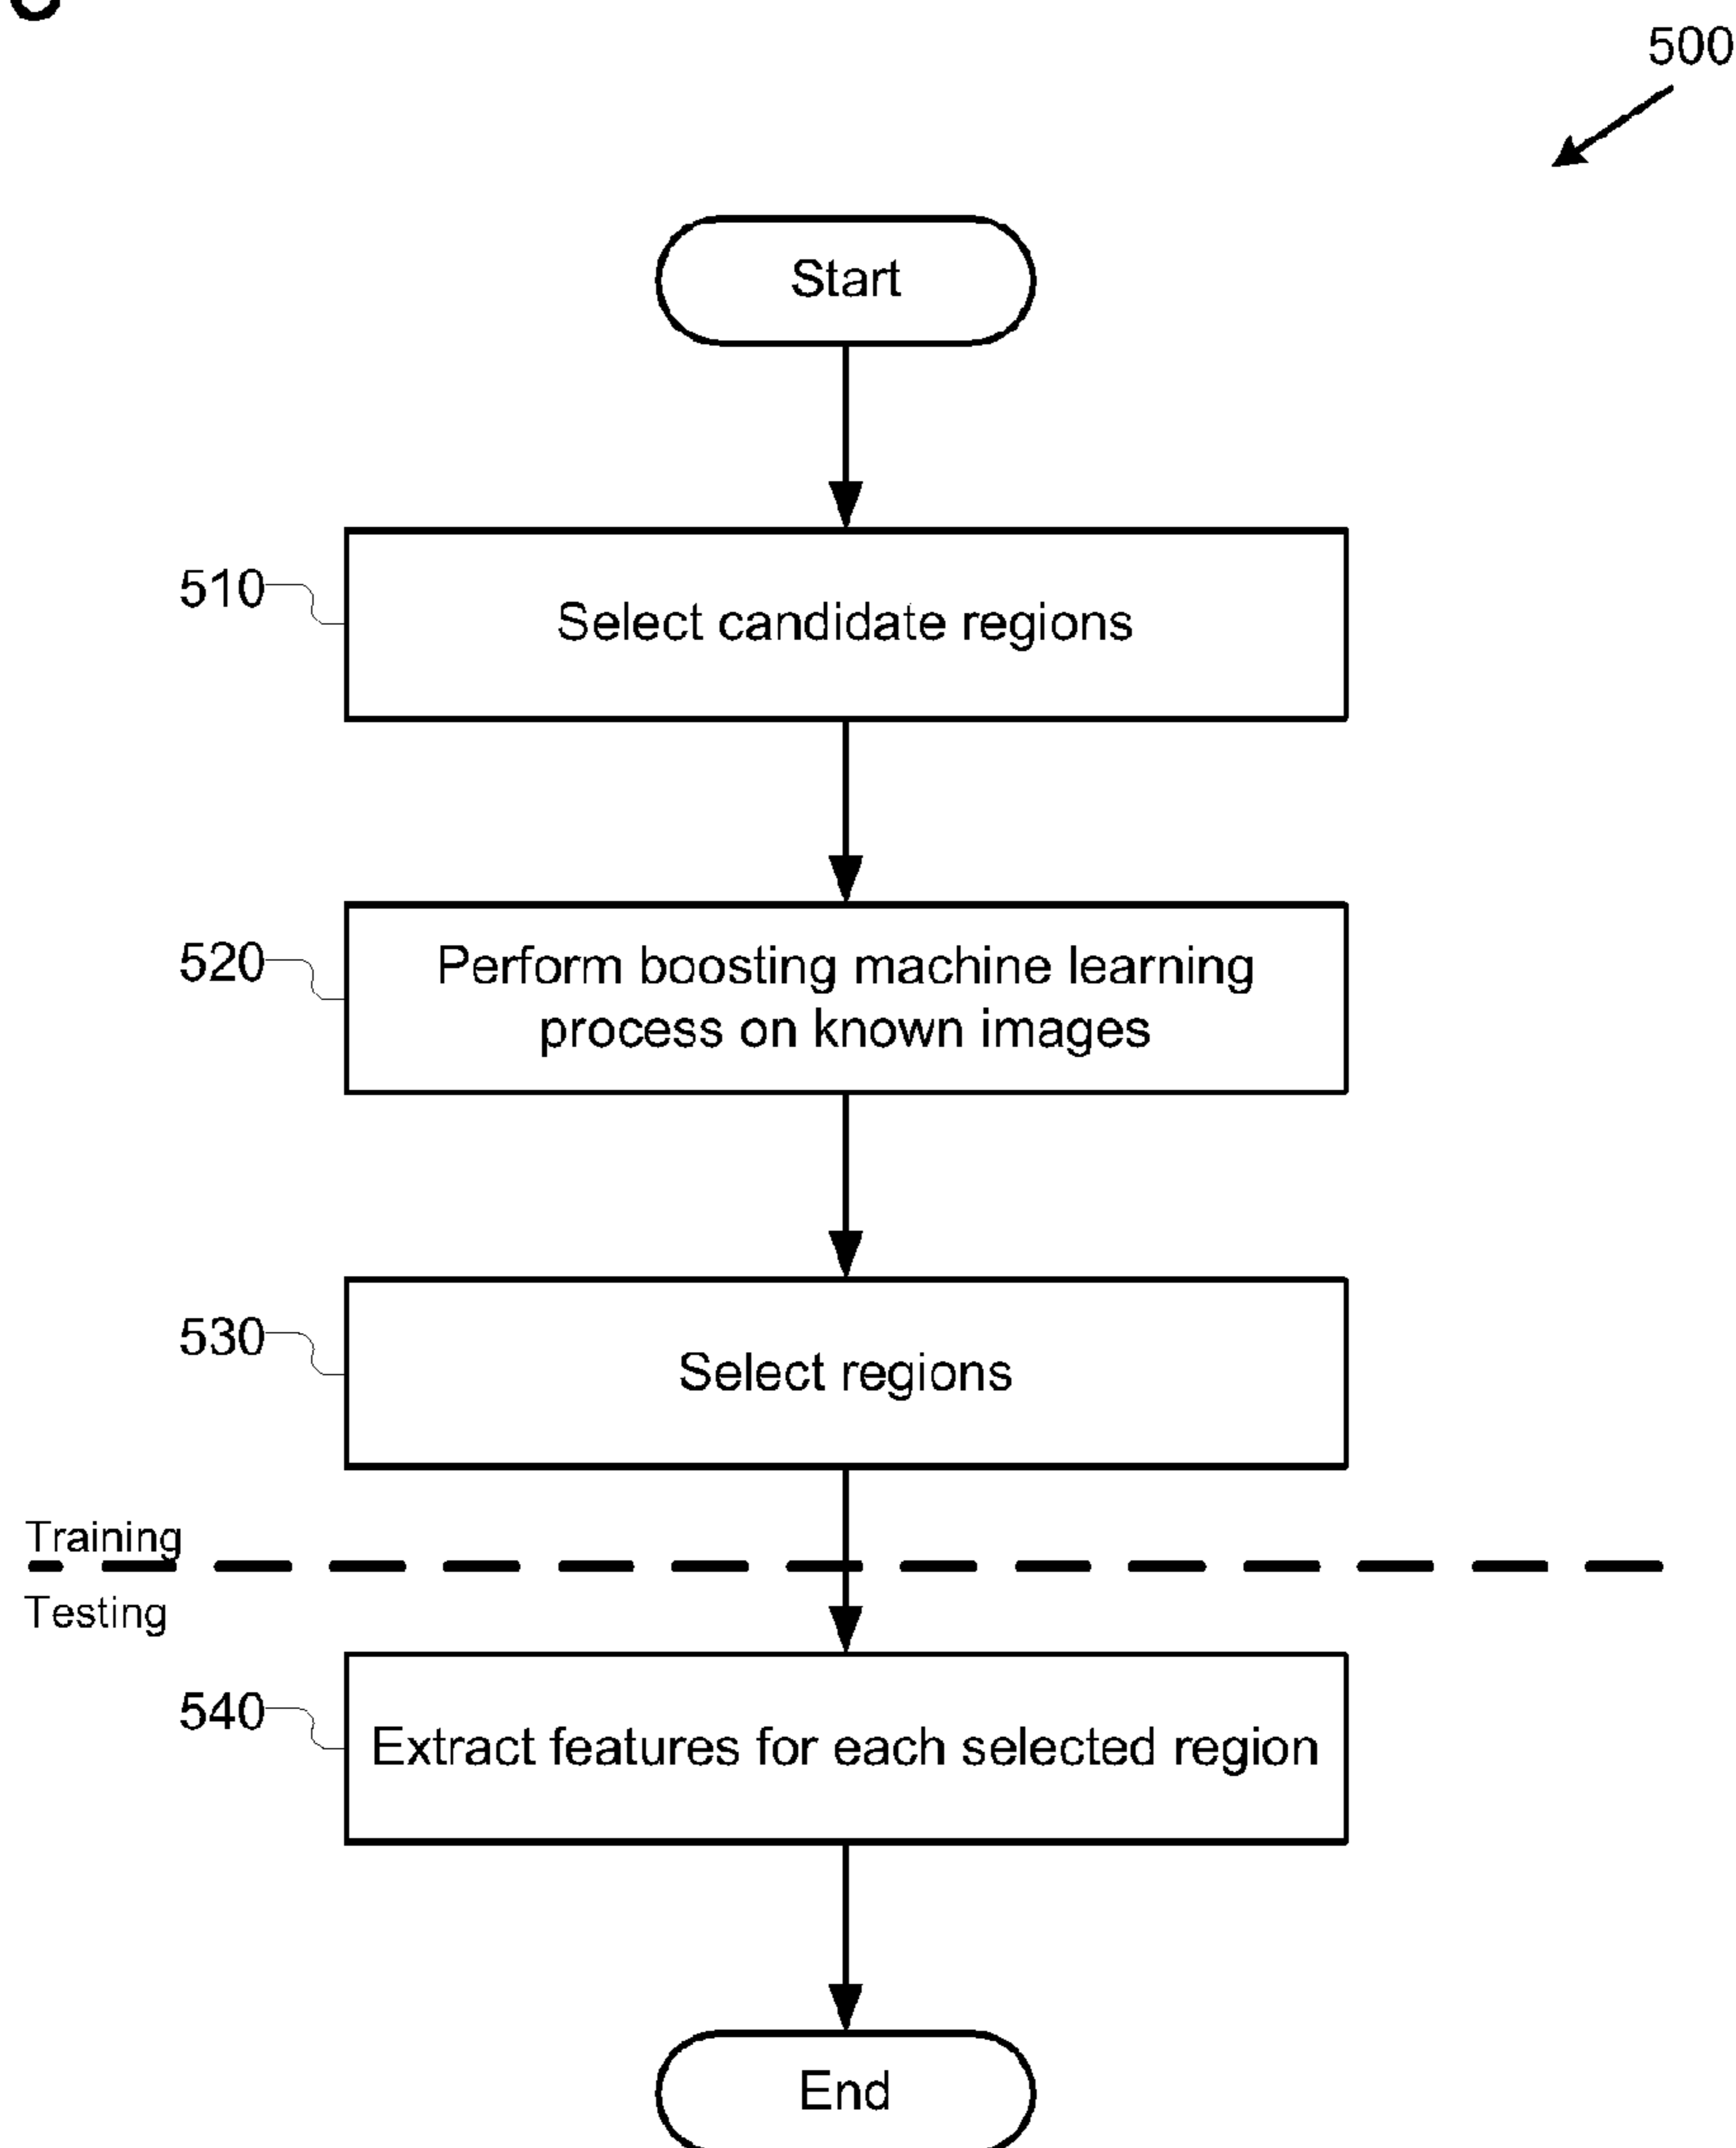 500
Start
510
Select candidate regions
520
Perform boosting machine learning
process on known images
530
Select regions
Training
Testing
540
Extract features for each selected region
End